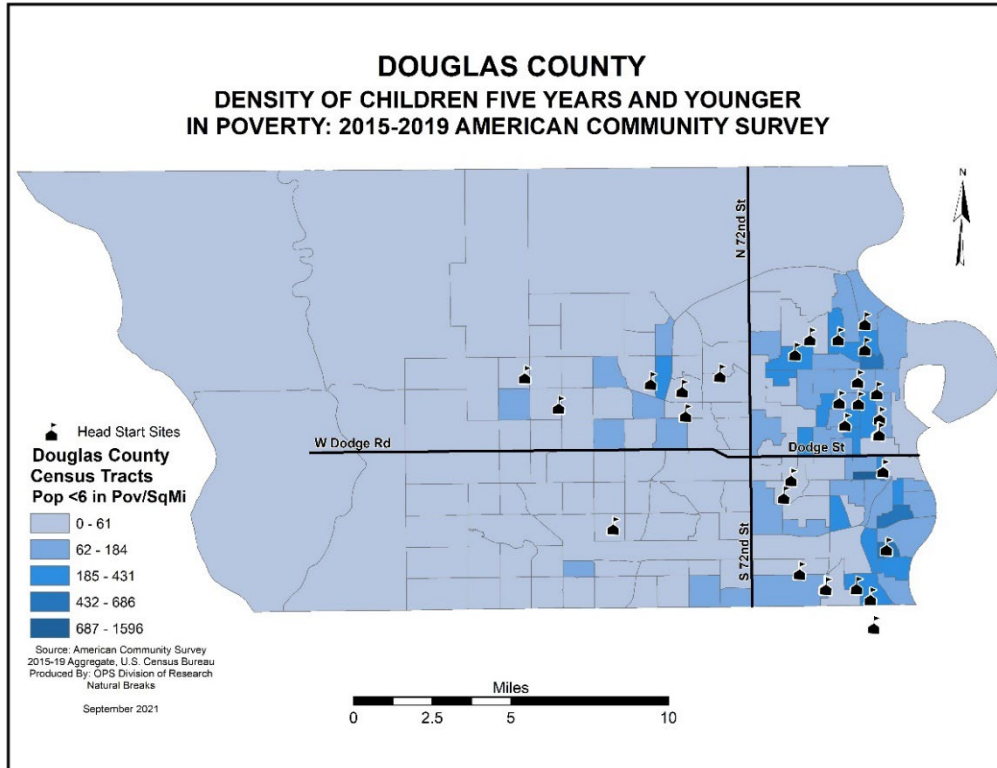 DOUGLAS COUNTY
DENSITY OF CHILDREN FIVE YEARS AND YOUNGER
IN POVERTY: 2015-2019 AMERICAN COMMUNITY SURVEY
N
N 72nd St
W Dodge Rd
Dodge St
S 72nd St
Head Start Sites
Douglas County
Census Tracts
Pop <6 in Pov/SqMi
0 - 61
62 - 184
185 - 431
432 - 686
687 - 1596
Source: American Community Survey
2015-19 Aggregate, U.S. Census Bureau
Produced By: OPS Division of Research
Natural Breaks
September 2021
Miles
0 2.5 5 10